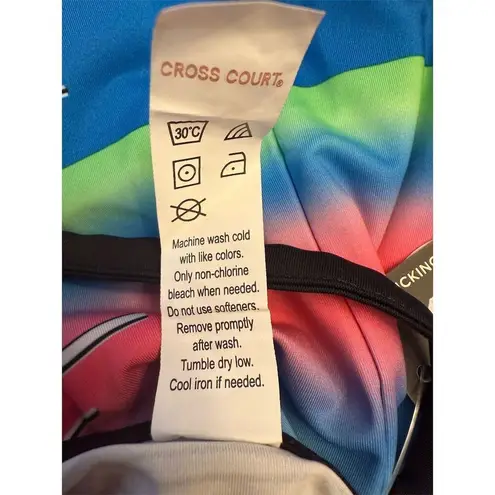 CROSS COURT®
30°C
Machine wash cold
with like colors.
Only non-chlorine
bleach when needed.
Do not use softeners.
Remove promptly
after wash.
Tumble dry low.
Cool iron if needed.